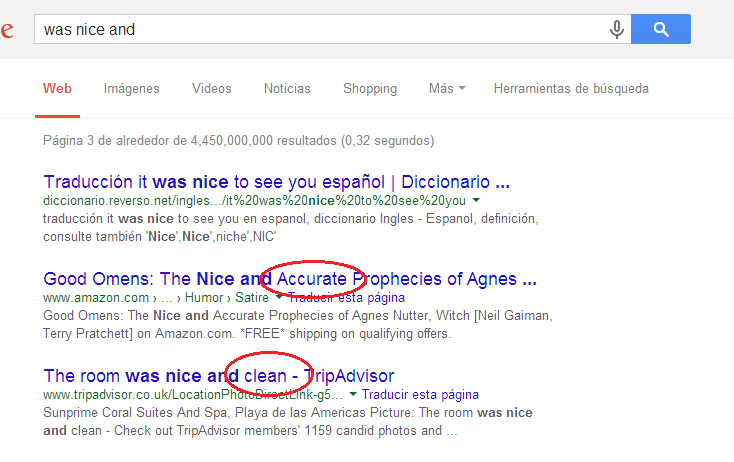 e was nice and
Web Imágenes Videos Noticias Shopping Más Herramientas de búsqueda
Página 3 de alrededor de 4,450,000,000 resultados (0,32 segundos)
Traducción it was nice to see you español | Diccionario ...
diccionario.reverso.net/ingles.../it%20was%20nice%20to%20see%20you
traducción it was nice to see you en espanol, diccionario Ingles - Espanol, definición,
consulte también 'Nice',Nice',niche',NIC'
Good Omens: The Nice and Accurate Prophecies of Agnes ...
www.amazon.com › ... › Humor › Satire Traducir esta página
Good Omens: The Nice and Accurate Prophecies of Agnes Nutter, Witch [Neil Gaiman,
Terry Pratchett] on Amazon.com. *FREE* shipping on qualifying offers.
The room was nice and clean - TripAdvisor
www.tripadvisor.co.uk/LocationPhotoDirectLink-g5... Traducir esta página
Sunprime Coral Suites And Spa, Playa de las Americas Picture: The room was nice
and clean - Check out TripAdvisor members' 1159 candid photos and ...